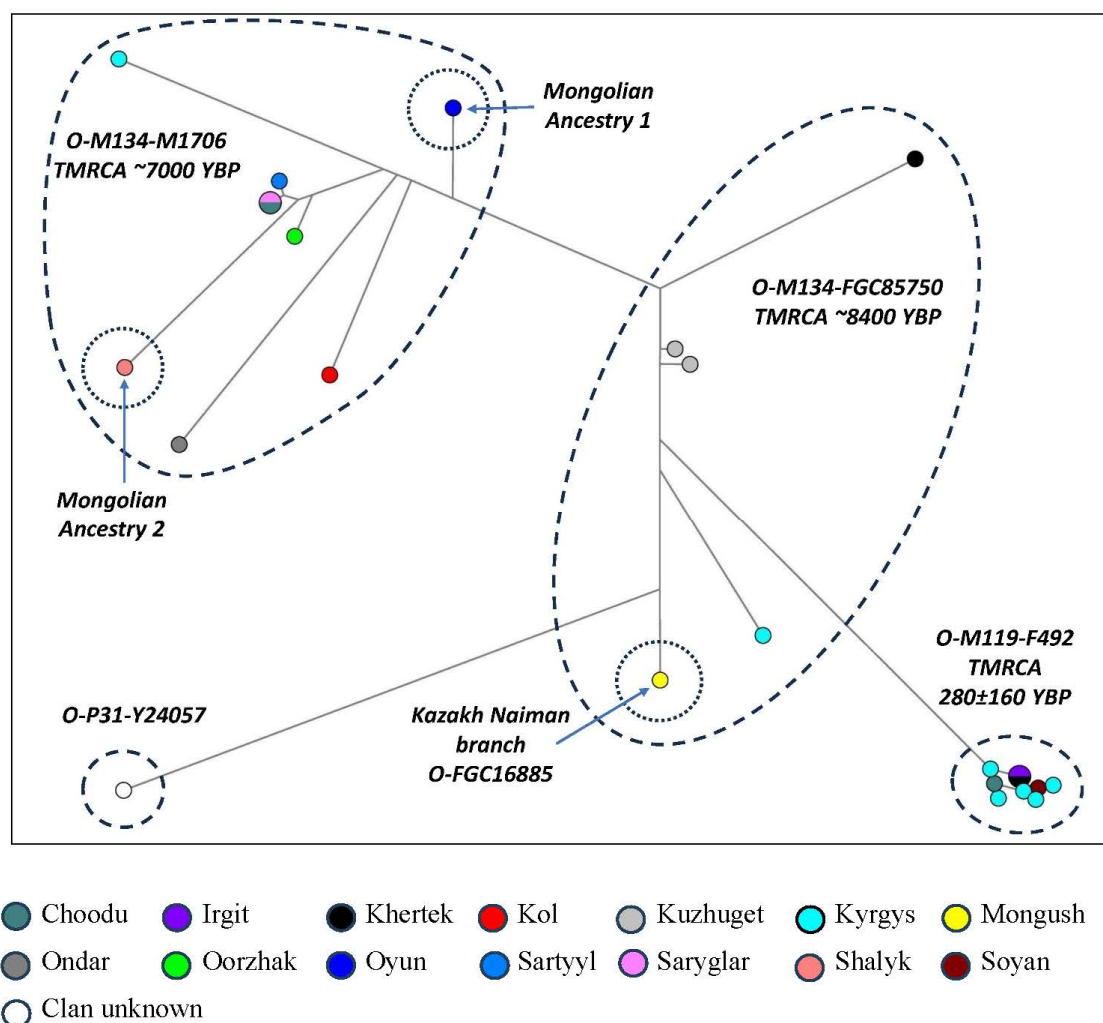 Mongolian
Ancestry 1
O-M134-M1706
TMRCA ~7000 YBP
O-M134-FGC85750
TMRCA ~8400 YBP
Mongolian
Ancestry 2
O-M119-F492
TMRCA
280±160 YBP
O-P31-Y24057
Kazakh Naiman
branch
O-FGC16885
Choodu Irgit Khertek Kol Kuzhuget Kyrgys Mongush
Ondar Oorzhak Oyun Sartyyl Saryglar Shalyk Soyan
Clan unknown